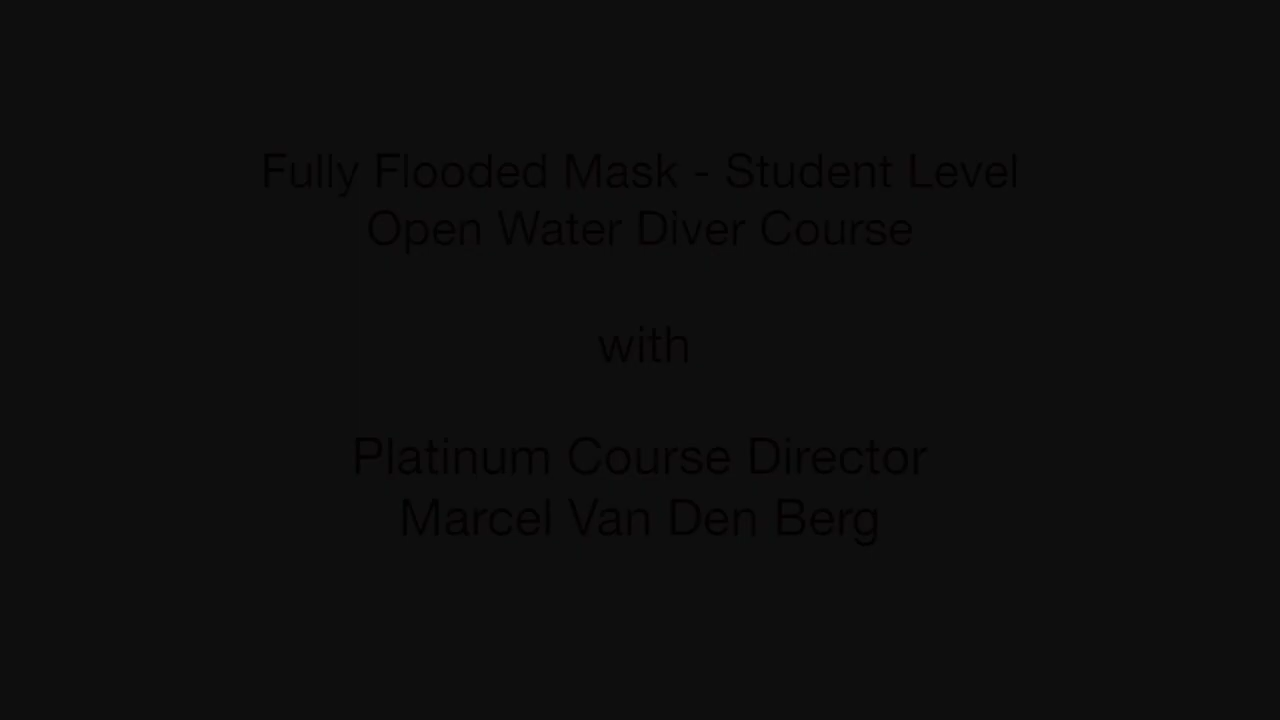 Fully Flooded Mask - Student Level
Open Water Diver Course
with
Platinum Course Director
Marcel Van Den Berg